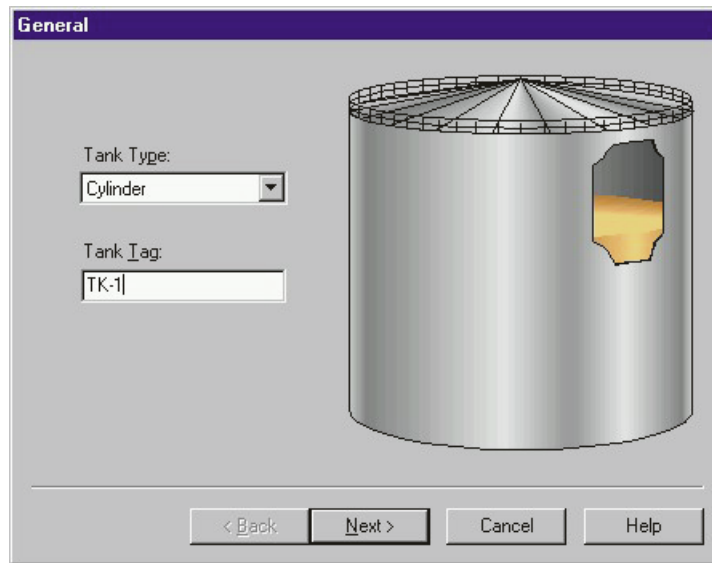 General
Tank Type:
Cylinder
Tank Tag:
TK-1
< Back
Next >
Cancel
Help